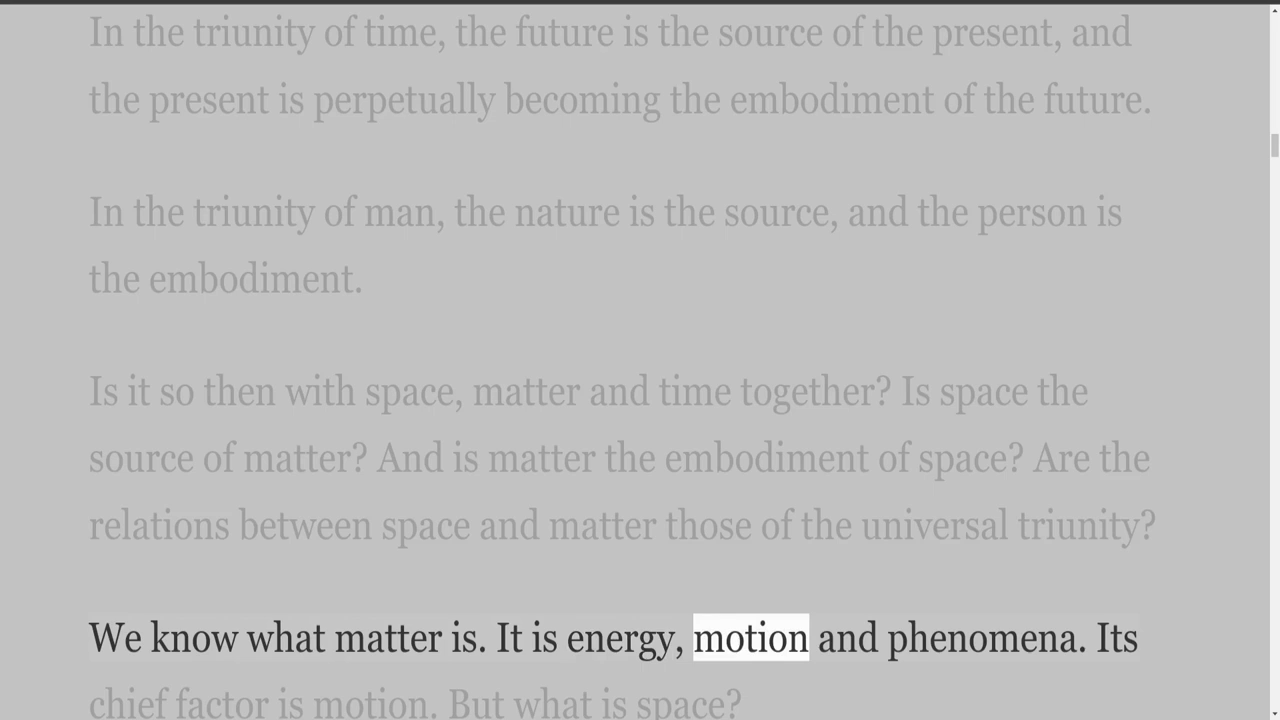 In the triunity of time, the future is the source of the present, and
the present is perpetually becoming the embodiment of the future.
In the triunity of man, the nature is the source, and the person is
the embodiment.
Is it so then with space, matter and time together? Is space the
source of matter? And is matter the embodiment of space? Are the
relations between space and matter those of the universal triunity?
We know what matter is. It is energy, motion and phenomena. Its
chief factor is motion. But what is space?